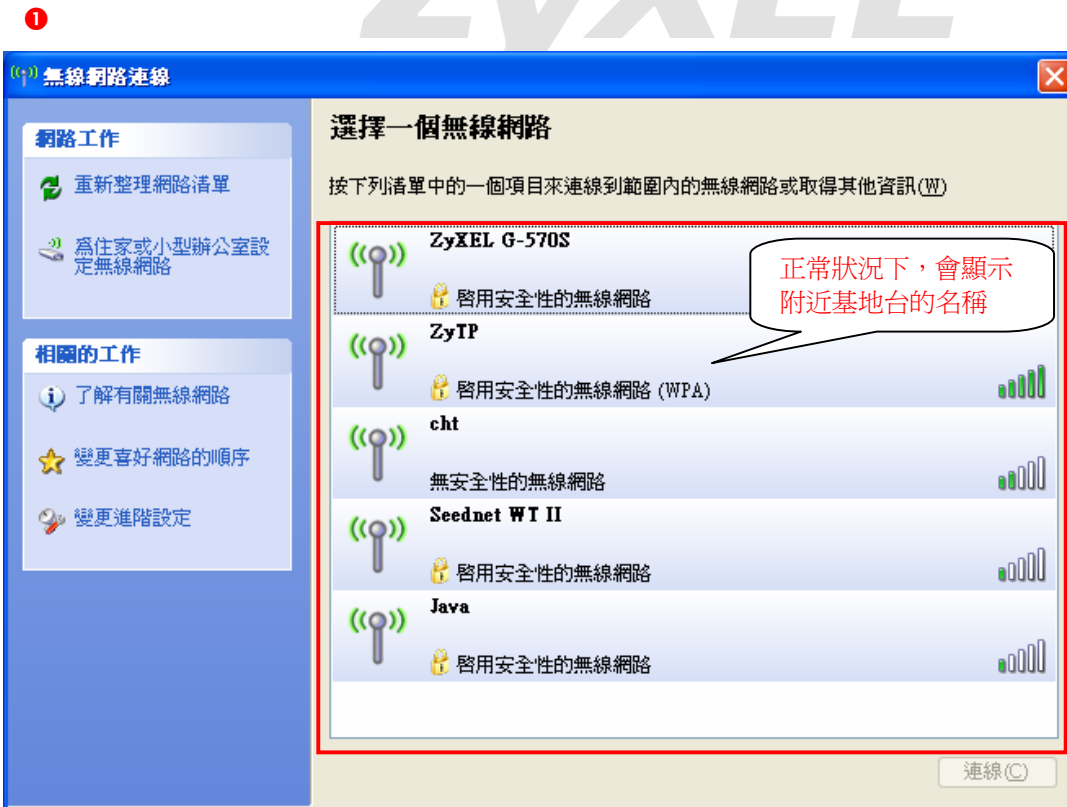 ZyXEL
❶
無線網路連線
網路工作
重新整理網路清單
為住家或小型辦公室設
定無線網路
相關的工作
了解有關無線網路
變更喜好網路的順序
變更進階設定
選擇一個無線網路
按下列清單中的一個項目來連線到範圍內的無線網路或取得其他資訊(W)
ZyXEL G-570S
啓用安全性的無線網路
正常狀況下，會顯示
附近基地台的名稱
ZyTP
啓用安全性的無線網路 (WPA)
cht
無安全性的無線網路
Seednet WT II
啓用安全性的無線網路
Java
啓用安全性的無線網路
連線(C)